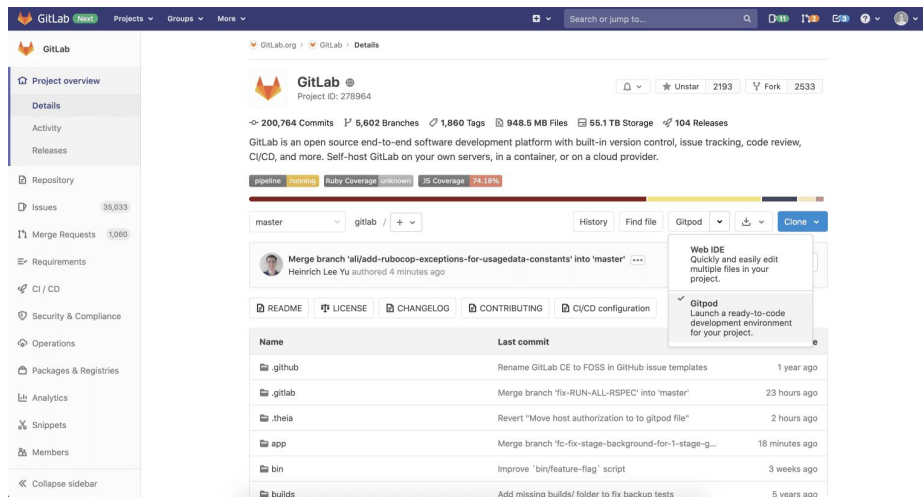 GitLab Next Projects Groups More Search or jump to... 11 12 3
GitLab
Project overview
Details
Activity
Releases
Repository
Issues 35,033
Merge Requests 1,060
Requirements
CI / CD
Security & Compliance
Operations
Packages & Registries
Analytics
Snippets
Members
Collapse sidebar
GitLab.org › GitLab › Details
GitLab
Project ID: 278964
Unstar 2193 Fork 2533
200,764 Commits 5,602 Branches 1,860 Tags 948.5 MB Files 55.1 TB Storage 104 Releases
GitLab is an open source end-to-end software development platform with built-in version control, issue tracking, code review,
CI/CD, and more. Self-host GitLab on your own servers, in a container, or on a cloud provider.
pipeline running Ruby Coverage unknown JS Coverage 74.18%
master gitlab / + History Find file Gitpod Clone
Merge branch 'ali/add-rubocop-exceptions-for-usagedata-constants' into 'master' ...
Heinrich Lee Yu authored 4 minutes ago
Web IDE
Quickly and easily edit
multiple files in your
project.
Gitpod
Launch a ready-to-code
development environment
for your project.
README LICENSE CHANGELOG CONTRIBUTING CI/CD configuration
Name Last commit e
.github Rename GitLab CE to FOSS in GitHub issue templates 1 year ago
.gitlab Merge branch 'fix-RUN-ALL-RSPEC' into 'master' 23 hours ago
.theia Revert "Move host authorization to to gitpod file" 2 hours ago
app Merge branch 'fc-fix-stage-background-for-1-stage-g... 18 minutes ago
bin Improve `bin/feature-flag` script 3 weeks ago
builds Add missing builds/ folder to fix backup tests 5 years ago